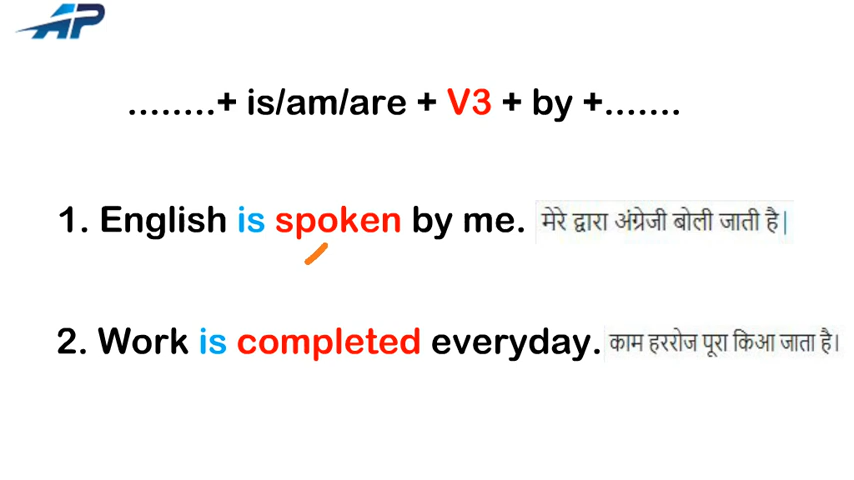 AP
........+ is/am/are + V3 + by +.......
1. English is spoken by me. मेरे द्वारा अंग्रेजी बोली जाती है|
2. Work is completed everyday. काम हररोज पूरा किआ जाता है।